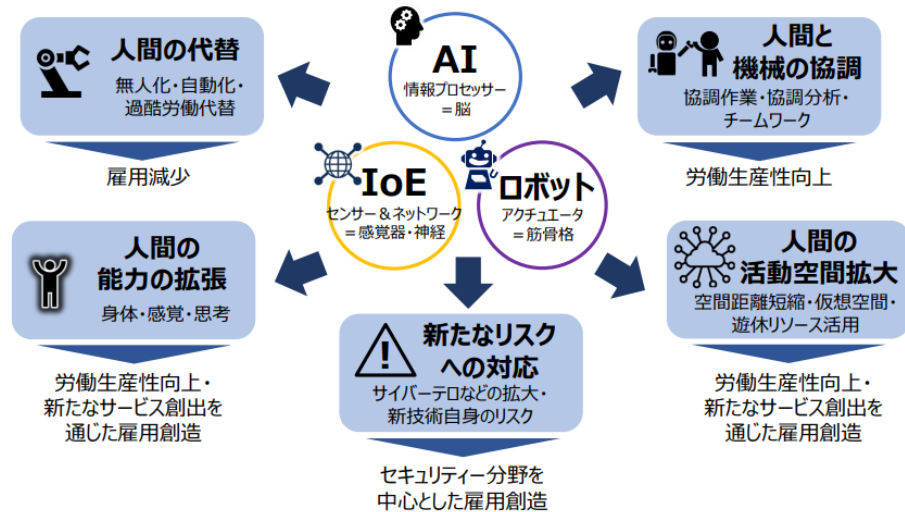 人間の代替
無人化・自動化・
過酷労働代替
雇用減少
AI
情報プロセッサー
＝脳
人間と
機械の協調
協調作業・協調分析・
チームワーク
労働生産性向上
IoE
センサー＆ネットワーク
＝感覚器・神経
ロボット
アクチュエータ
＝筋骨格
人間の
能力の拡張
身体・感覚・思考
労働生産性向上・
新たなサービス創出を
通じた雇用創造
新たなリスク
への対応
サイバーテロなどの拡大・
新技術自身のリスク
セキュリティー分野を
中心とした雇用創造
人間の
活動空間拡大
空間距離短縮・仮想空間・
遊休リソース活用
労働生産性向上・
新たなサービス創出を
通じた雇用創造